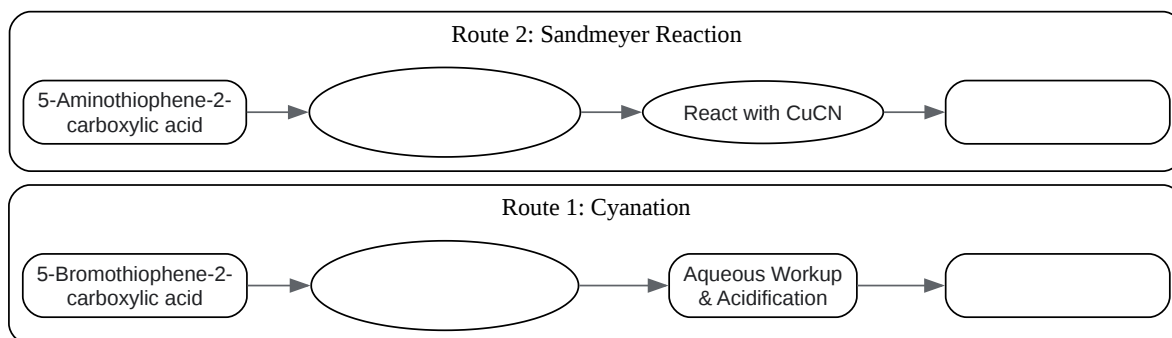 Route 2: Sandmeyer Reaction
5-Aminothiophene-2-
carboxylic acid
React with CuCN
Route 1: Cyanation
5-Bromothiophene-2-
carboxylic acid
Aqueous Workup
& Acidification